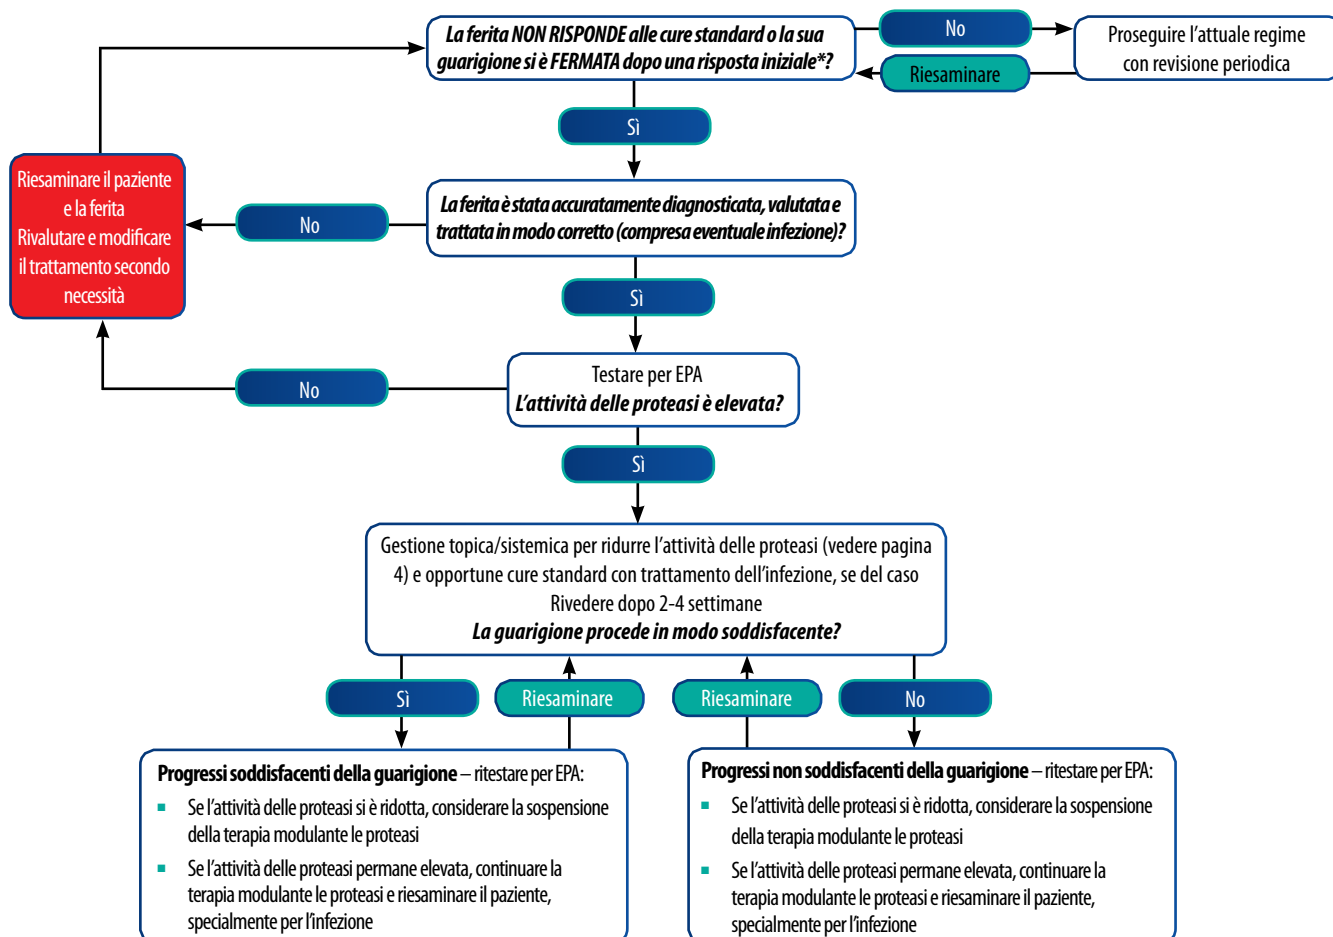 La ferita NON RISPONDE alle cure standard o la sua
guarigione si è FERMATA dopo una risposta iniziale*?
No
Riesaminare
Proseguire l'attuale regime
con revisione periodica
Sì
Riesaminare il paziente
e la ferita
Rivalutare e modificare
il trattamento secondo
necessità
No
La ferita è stata accuratamente diagnosticata, valutata e
trattata in modo corretto (compresa eventuale infezione)?
Sì
No
Testare per EPA
L'attività delle proteasi è elevata?
Sì
Gestione topica/sistemica per ridurre l'attività delle proteasi (vedere pagina
4) e opportune cure standard con trattamento dell'infezione, se del caso
Rivedere dopo 2-4 settimane
La guarigione procede in modo soddisfacente?
Sì
Riesaminare
Riesaminare
No
Progressi soddisfacenti della guarigione – ritestare per EPA:
■ Se l'attività delle proteasi si è ridotta, considerare la sospensione
della terapia modulante le proteasi
■ Se l'attività delle proteasi permane elevata, continuare la
terapia modulante le proteasi e riesaminare il paziente,
specialmente per l'infezione
Progressi non soddisfacenti della guarigione – ritestare per EPA:
■ Se l'attività delle proteasi si è ridotta, considerare la sospensione
della terapia modulante le proteasi
■ Se l'attività delle proteasi permane elevata, continuare la
terapia modulante le proteasi e riesaminare il paziente,
specialmente per l'infezione